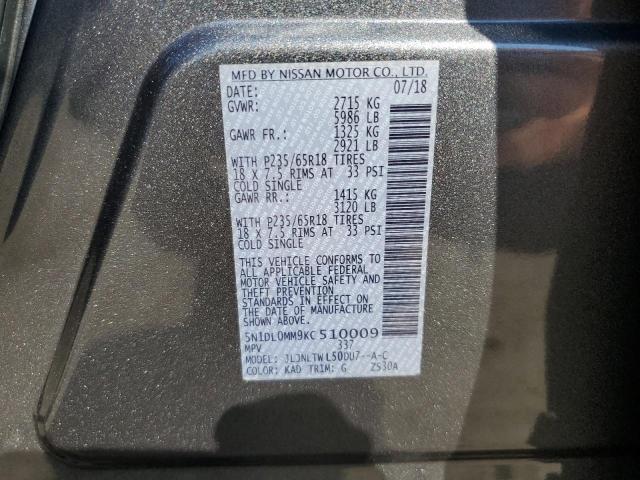 MFD BY NISSAN MOTOR CO., LTD.
DATE: 07/18
GVWR: 2715 KG
5986 LB
GAWR FR.: 1325 KG
2921 LB
WITH P235/65R18 TIRES
18 X 7.5 RIMS AT 33 PSI
COLD SINGLE
GAWR RR.: 1415 KG
3120 LB
WITH P235/65R18 TIRES
18 X 7.5 RIMS AT 33 PSI
COLD SINGLE
THIS VEHICLE CONFORMS TO
ALL APPLICABLE FEDERAL
MOTOR VEHICLE SAFETY AND
THEFT PREVENTION
STANDARDS IN EFFECT ON
THE DATE OF MANUFACTURE
SHOWN ABOVE.
5N1DL0MM9KC510009
MPV 337
MODEL: JLJNLTWL50DU7--A-C
COLOR: KAD TRIM: G ZS30A